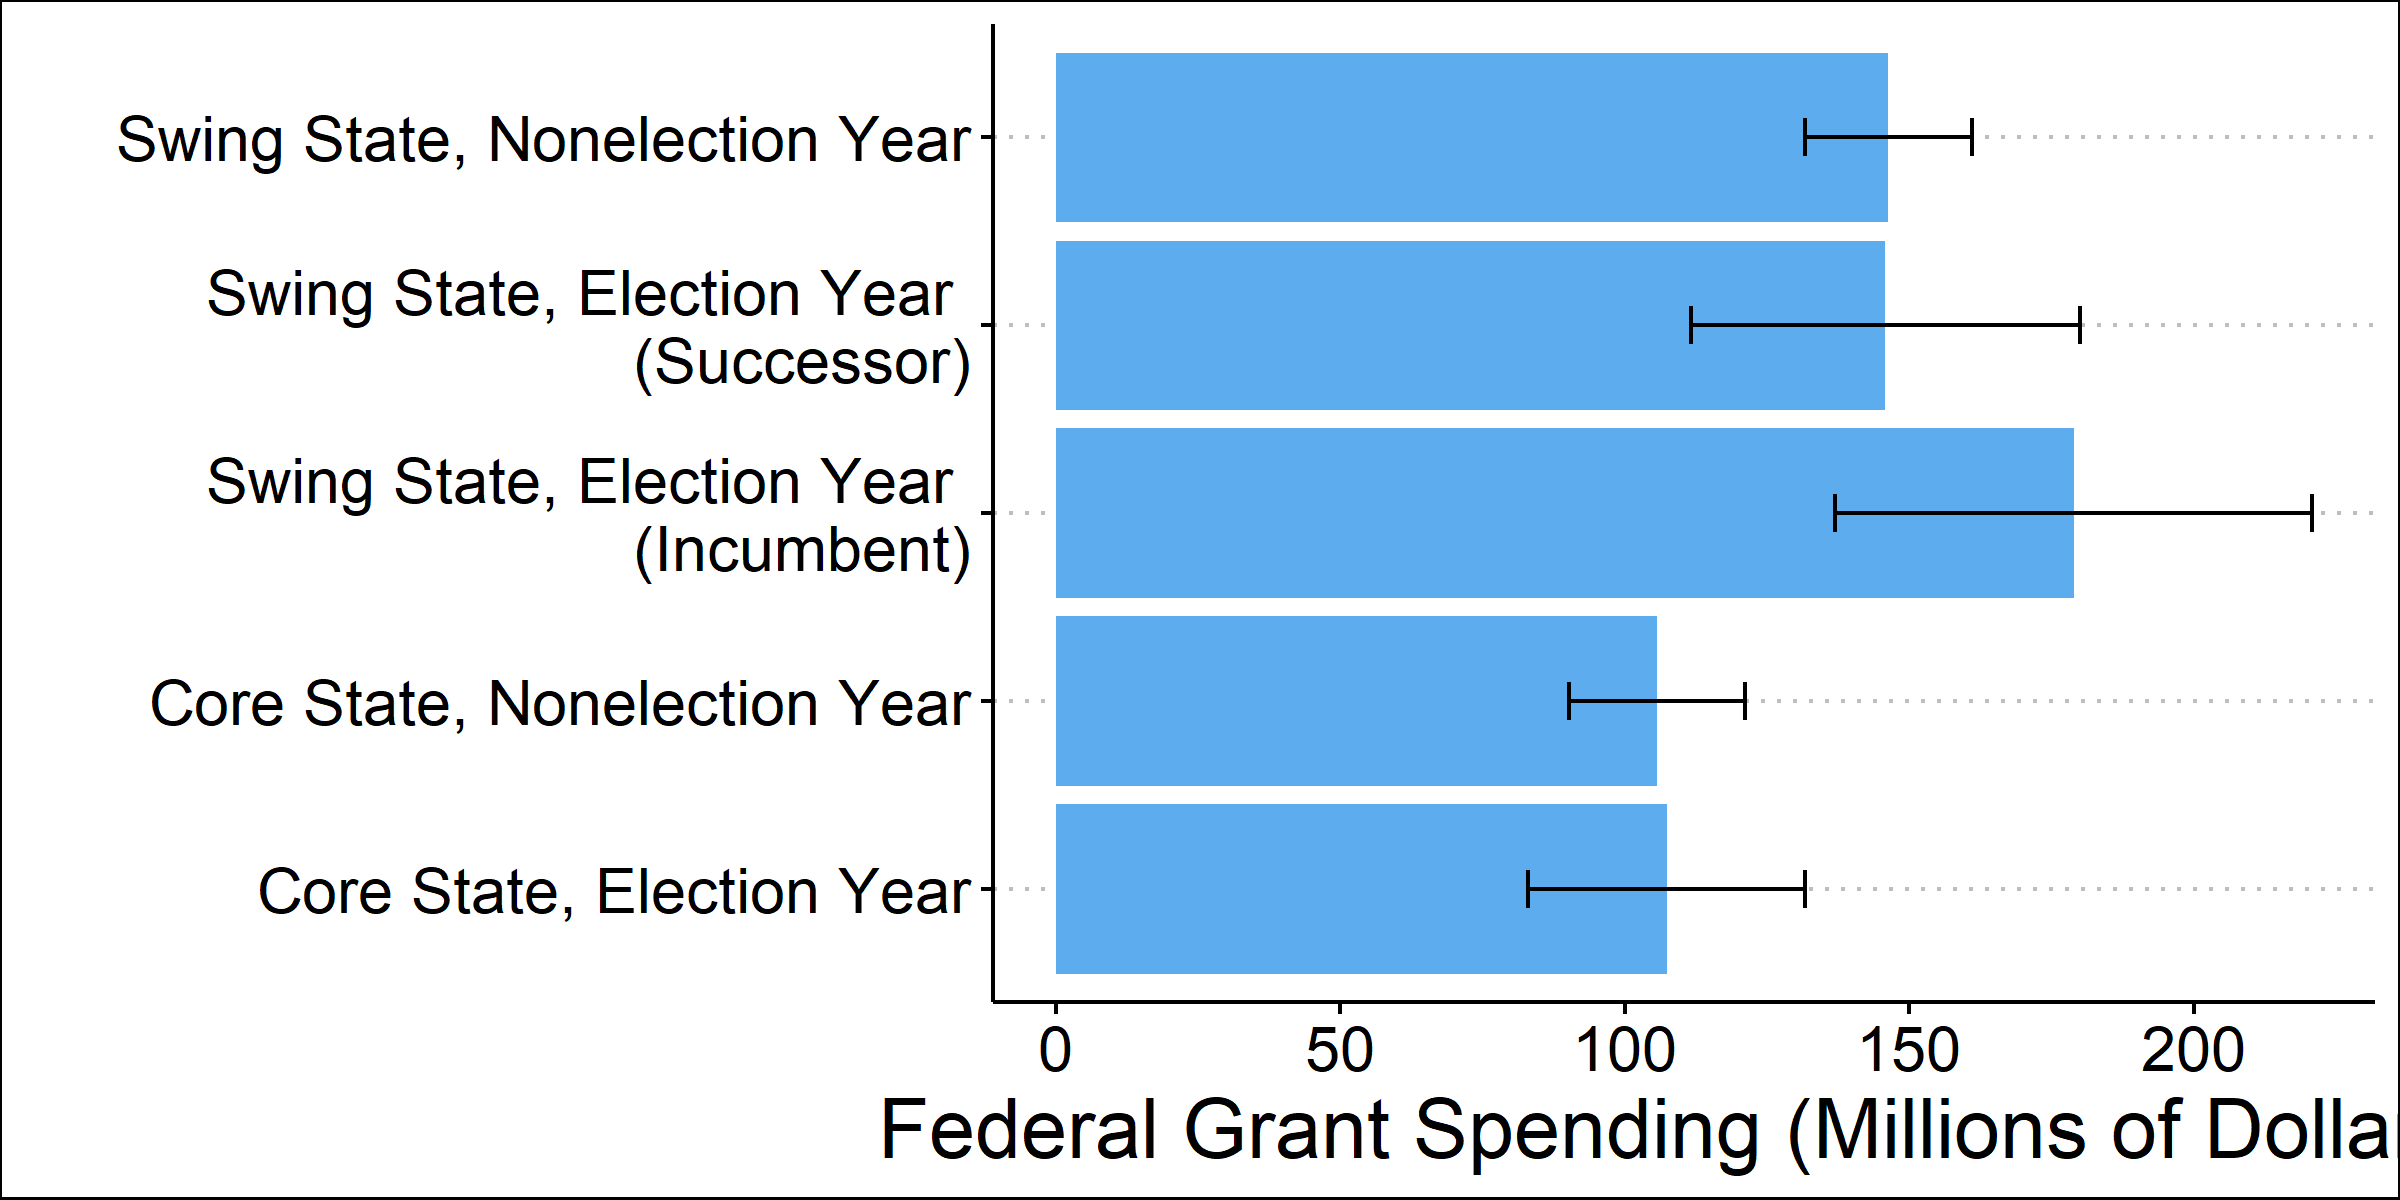 Swing State, Nonelection Year
Swing State, Election Year
(Successor)
Swing State, Election Year
(Incumbent)
Core State, Nonelection Year
Core State, Election Year
0 50 100 150 200
Federal Grant Spending (Millions of Dolla